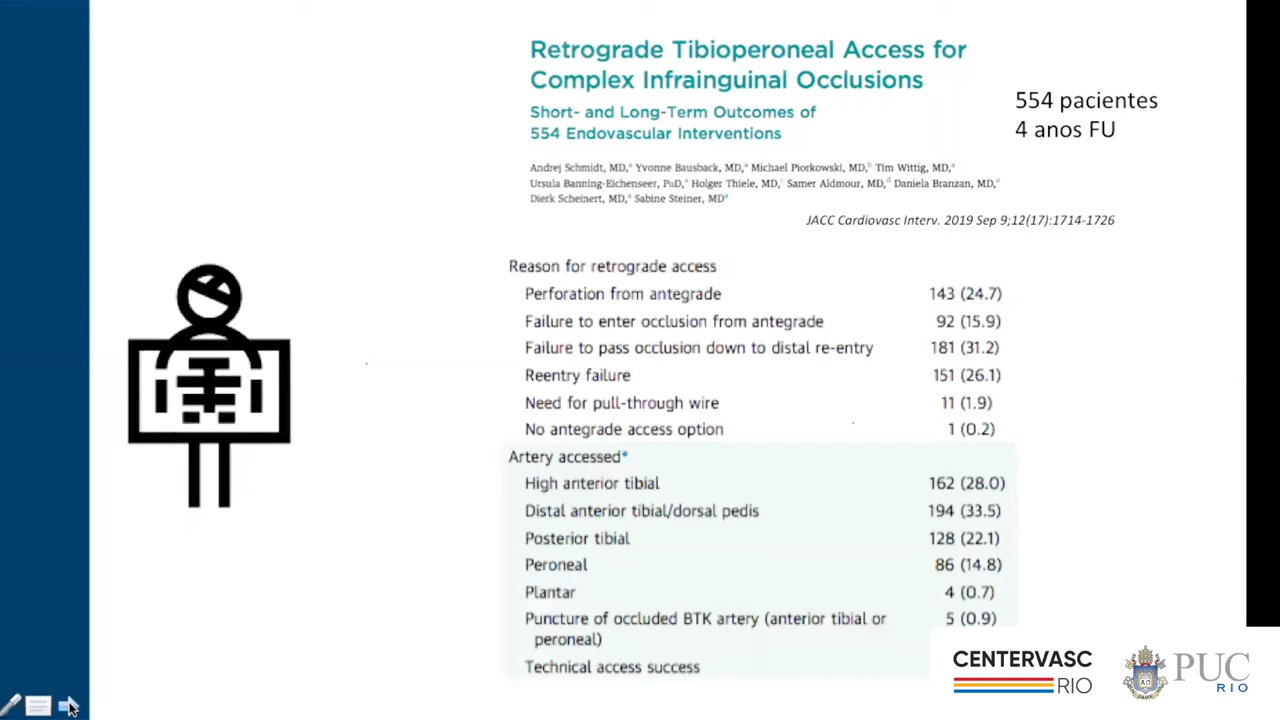 Retrograde Tibioperoneal Access for
Complex Infrainguinal Occlusions
Short- and Long-Term Outcomes of
554 Endovascular Interventions
554 pacientes
4 anos FU
Andrej Schmidt, MD,a Yvonne Bausback, MD,a Michael Piorkowski, MD,b Tim Wittig, MD,a
Ursula Banning-Eichenseer, PhD,a Holger Thiele, MD,c Samer Aldmour, MD,d Daniela Branzan, MD,e
Dierk Scheinert, MD,a Sabine Steiner, MDa
JACC Cardiovasc Interv. 2019 Sep 9;12(17):1714-1726
Reason for retrograde access
Perforation from antegrade 143 (24.7)
Failure to enter occlusion from antegrade 92 (15.9)
Failure to pass occlusion down to distal re-entry 181 (31.2)
Reentry failure 151 (26.1)
Need for pull-through wire 11 (1.9)
No antegrade access option 1 (0.2)
Artery accessed*
High anterior tibial 162 (28.0)
Distal anterior tibial/dorsal pedis 194 (33.5)
Posterior tibial 128 (22.1)
Peroneal 86 (14.8)
Plantar 4 (0.7)
Puncture of occluded BTK artery (anterior tibial or 5 (0.9)
peroneal)
Technical access success
CENTERVASC
RIO
PUC
RIO